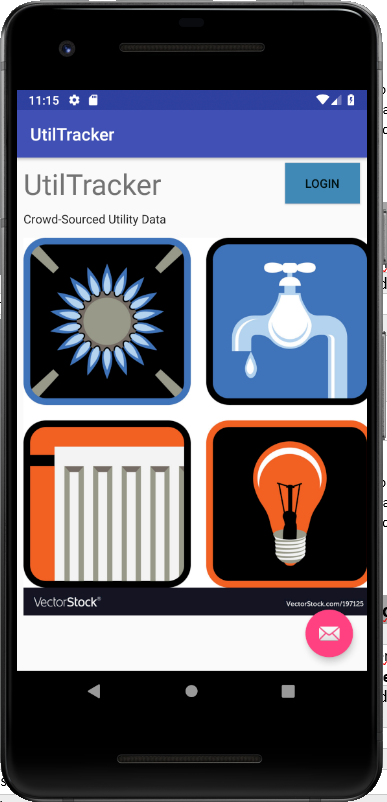 11:15
UtilTracker
UtilTracker
LOGIN
Crowd-Sourced Utility Data
VectorStock®
VectorStock.com/197125